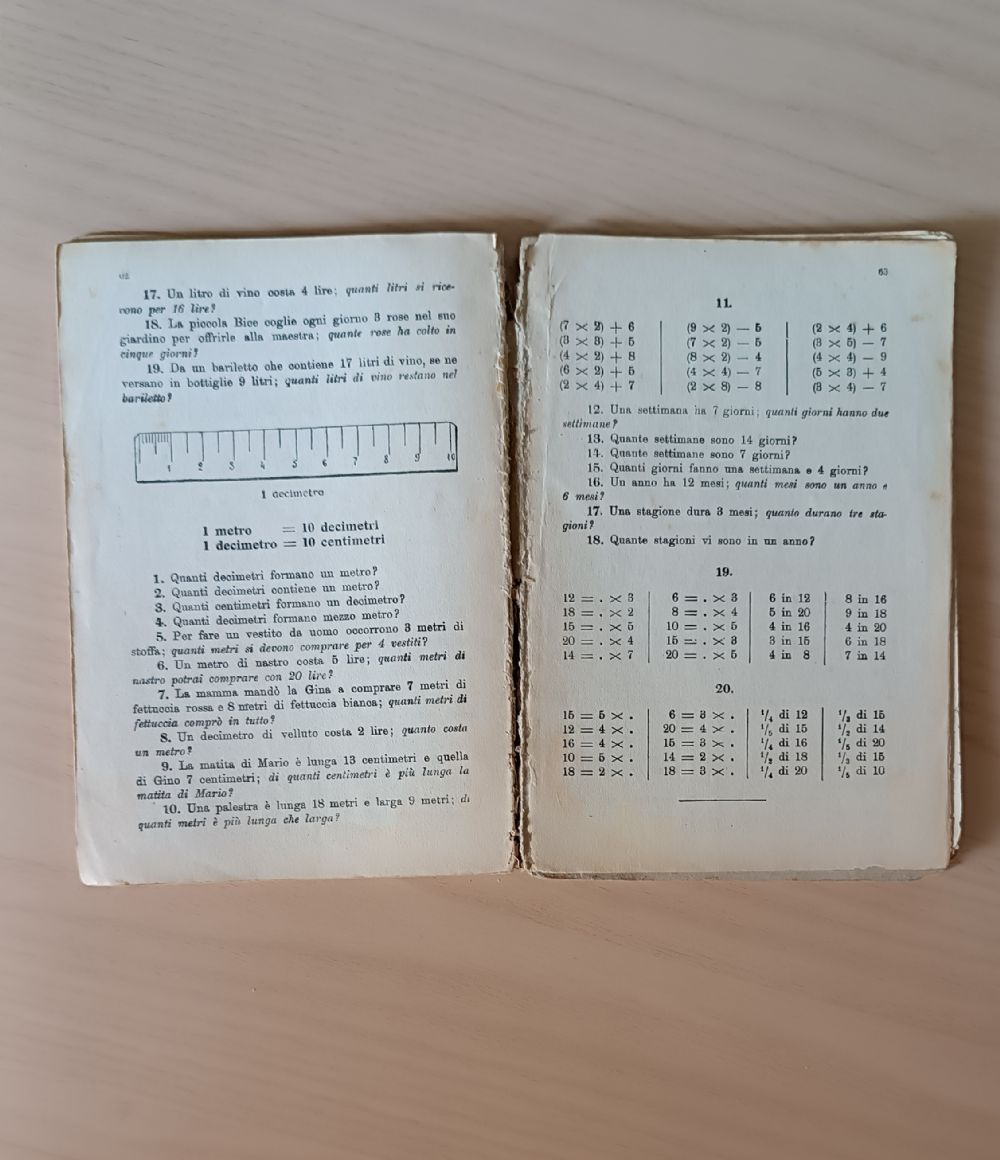 62
17. Un litro di vino costa 4 lire; quanti litri si rice-
vono per 16 lire?
18. La piccola Bice coglie ogni giorno 3 rose nel suo
giardino per offrirle alla maestra; quante rose ha colto in
cinque giorni?
19. Da un bariletto che contiene 17 litri di vino, se ne
versano in bottiglie 9 litri; quanti litri di vino restano nel
bariletto?
1 2 3 4 5 6 7 8 9 10
1 decimetro
1 metro = 10 decimetri
1 decimetro = 10 centimetri
1. Quanti decimetri formano un metro?
2. Quanti decimetri contiene un metro?
3. Quanti centimetri formano un decimetro?
4. Quanti decimetri formano mezzo metro?
5. Per fare un vestito da uomo occorrono 3 metri di
stoffa; quanti metri si devono comprare per 4 vestiti?
6. Un metro di nastro costa 5 lire; quanti metri di
nastro potrai comprare con 20 lire?
7. La mamma mandò la Gina a comprare 7 metri di
fettuccia rossa e 8 metri di fettuccia bianca; quanti metri di
fettuccia comprò in tutto?
8. Un decimetro di velluto costa 2 lire; quanto costa
un metro?
9. La matita di Mario è lunga 13 centimetri e quella
di Gino 7 centimetri; di quanti centimetri è più lunga la
matita di Mario?
10. Una palestra è lunga 18 metri e larga 9 metri; di
quanti metri è più lunga che larga?
63
11.
(7 × 2) + 6 (9 × 2) — 5 (2 × 4) + 6
(3 × 3) + 5 (7 × 2) — 5 (3 × 5) — 7
(4 × 2) + 8 (8 × 2) — 4 (4 × 4) — 9
(6 × 2) + 5 (4 × 4) — 7 (5 × 3) + 4
(2 × 4) + 7 (2 × 8) — 8 (3 × 4) — 7
12. Una settimana ha 7 giorni; quanti giorni hanno due
settimane?
13. Quante settimane sono 14 giorni?
14. Quante settimane sono 7 giorni?
15. Quanti giorni fanno una settimana e 4 giorni?
16. Un anno ha 12 mesi; quanti mesi sono un anno e
6 mesi?
17. Una stagione dura 3 mesi; quanto durano tre sta-
gioni?
18. Quante stagioni vi sono in un anno?
19.
12 = . × 3 6 = . × 3 6 in 12 8 in 16
18 = . × 2 8 = . × 4 5 in 20 9 in 18
15 = . × 5 10 = . × 5 4 in 16 4 in 20
20 = . × 4 15 = . × 3 3 in 15 6 in 18
14 = . × 7 20 = . × 5 4 in 8 7 in 14
20.
15 = 5 × . 6 = 3 × . 1/4 di 12 1/3 di 15
12 = 4 × . 20 = 4 × . 1/5 di 15 1/2 di 14
16 = 4 × . 15 = 3 × . 1/4 di 16 1/5 di 20
10 = 5 × . 14 = 2 × . 1/2 di 18 1/3 di 15
18 = 2 × . 18 = 3 × . 1/4 di 20 1/5 di 10